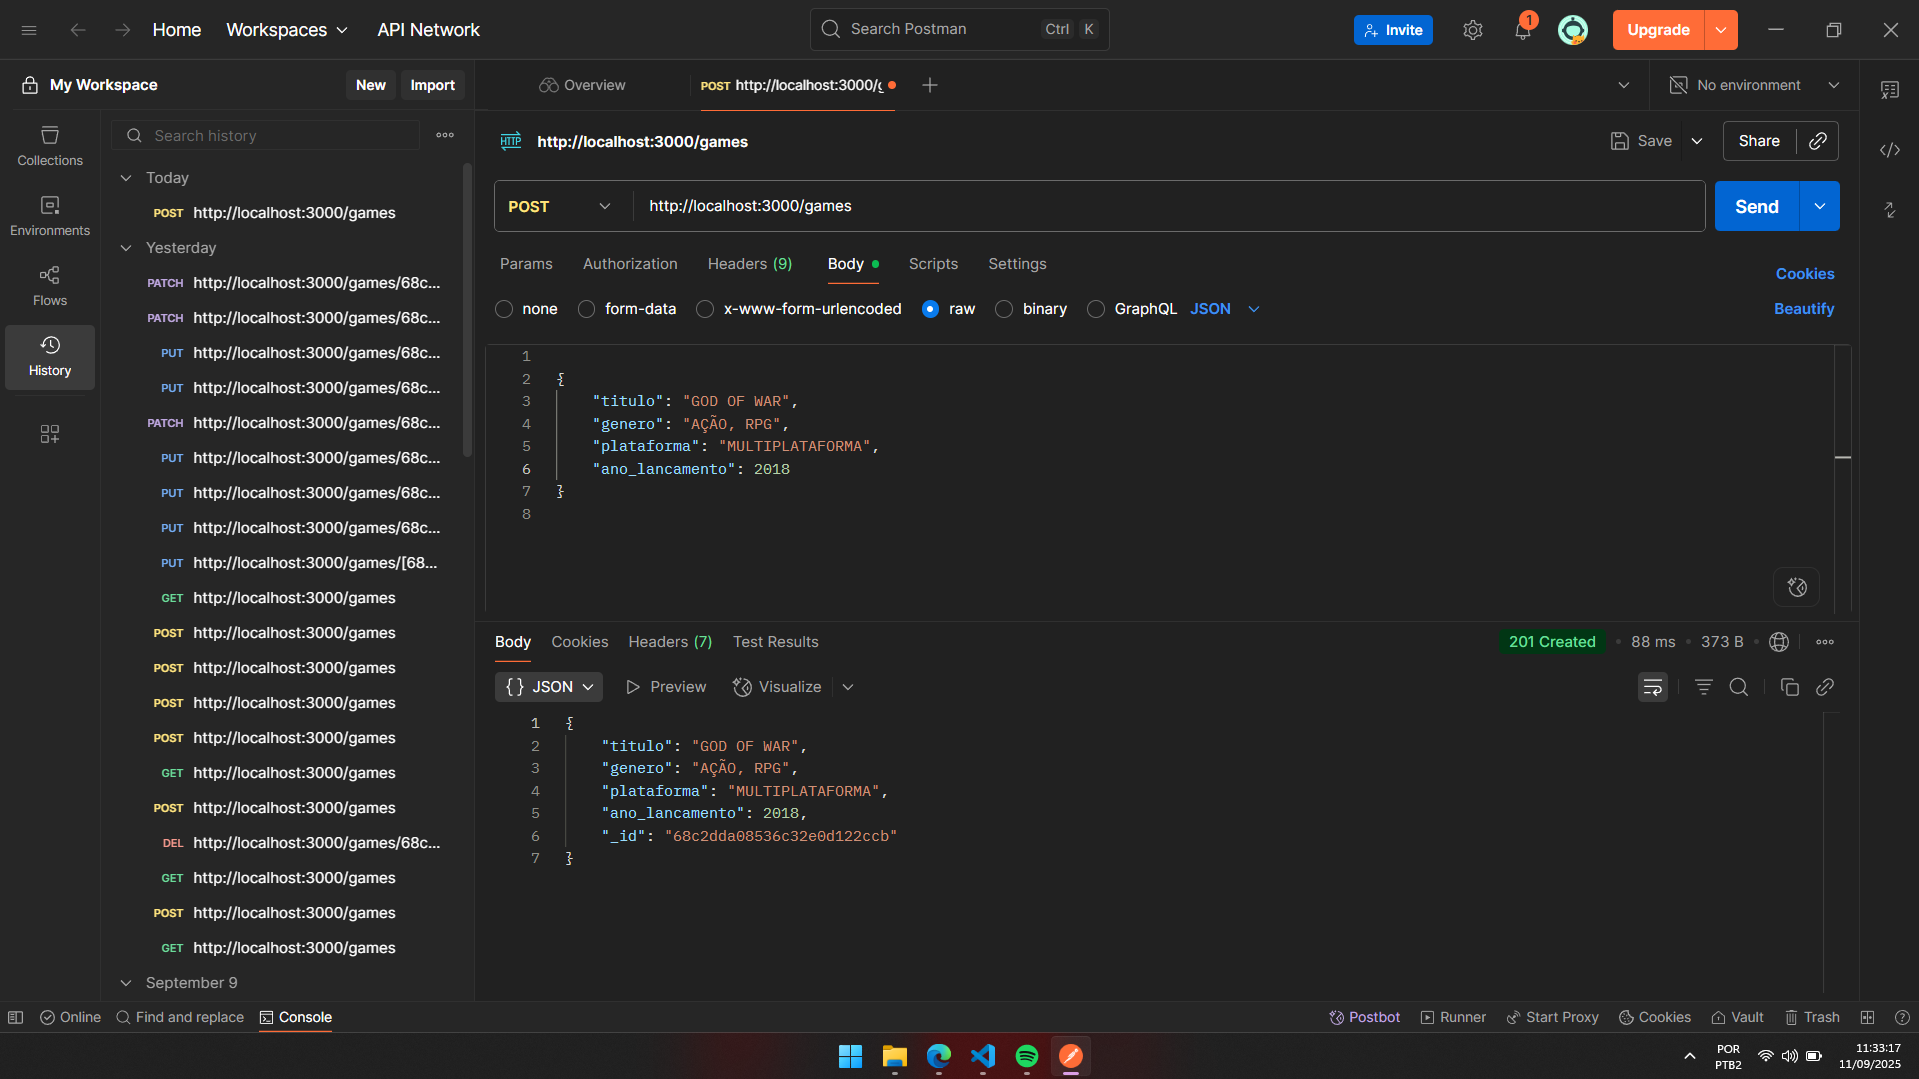 Home
Workspaces
API Network
Search Postman
Ctrl
K
Invite
1
Upgrade
My Workspace
New
Import
Overview
POST http://localhost:3000/g
No environment
Search history
http://localhost:3000/games
Save
Share
Collections
Environments
Flows
History
Today
POST http://localhost:3000/games
Yesterday
PATCH http://localhost:3000/games/68c...
PATCH http://localhost:3000/games/68c...
PUT http://localhost:3000/games/68c...
PUT http://localhost:3000/games/68c...
PATCH http://localhost:3000/games/68c...
PUT http://localhost:3000/games/68c...
PUT http://localhost:3000/games/68c...
PUT http://localhost:3000/games/68c...
PUT http://localhost:3000/games/[68...
GET http://localhost:3000/games
POST http://localhost:3000/games
POST http://localhost:3000/games
POST http://localhost:3000/games
POST http://localhost:3000/games
GET http://localhost:3000/games
POST http://localhost:3000/games
DEL http://localhost:3000/games/68c...
GET http://localhost:3000/games
POST http://localhost:3000/games
GET http://localhost:3000/games
September 9
HTTP
POST
http://localhost:3000/games
Send
Params
Authorization
Headers (9)
Body
Scripts
Settings
Cookies
none
form-data
x-www-form-urlencoded
raw
binary
GraphQL
JSON
Beautify
1
2 {
3 "titulo": "GOD OF WAR",
4 "genero": "AÇÃO, RPG",
5 "plataforma": "MULTIPLATAFORMA",
6 "ano_lancamento": 2018
7 }
8
Body
Cookies
Headers (7)
Test Results
201 Created
88 ms
373 B
{} JSON
Preview
Visualize
1 {
2 "titulo": "GOD OF WAR",
3 "genero": "AÇÃO, RPG",
4 "plataforma": "MULTIPLATAFORMA",
5 "ano_lancamento": 2018,
6 "_id": "68c2dda08536c32e0d122ccb"
7 }
Online
Find and replace
Console
Postbot
Runner
Start Proxy
Cookies
Vault
Trash
POR
PTB2
11:33:17
11/09/2025